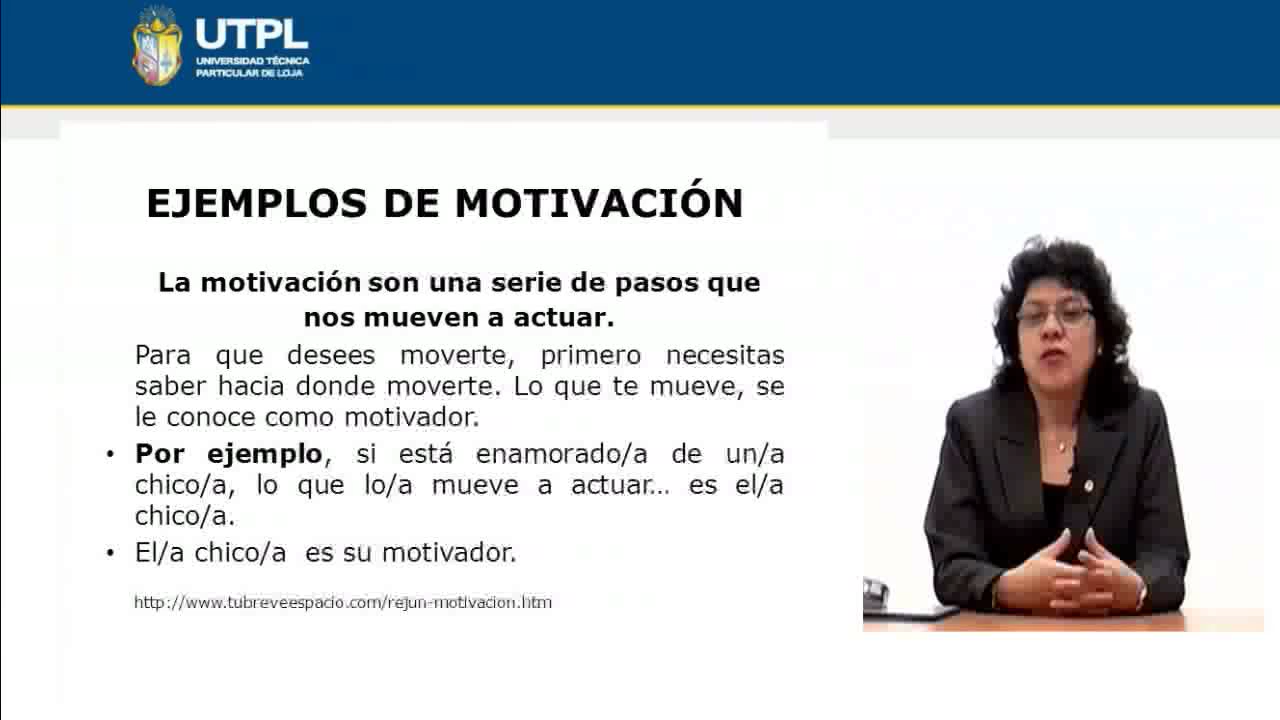 UTPL
UNIVERSIDAD TÉCNICA
PARTICULAR DE LOJA
EJEMPLOS DE MOTIVACIÓN
La motivación son una serie de pasos que
nos mueven a actuar.
Para que desees moverte, primero necesitas
saber hacia donde moverte. Lo que te mueve, se
le conoce como motivador.
• Por ejemplo, si está enamorado/a de un/a
chico/a, lo que lo/a mueve a actuar... es el/a
chico/a.
• El/a chico/a es su motivador.
http://www.tubreveespacio.com/rejun-motivacion.htm